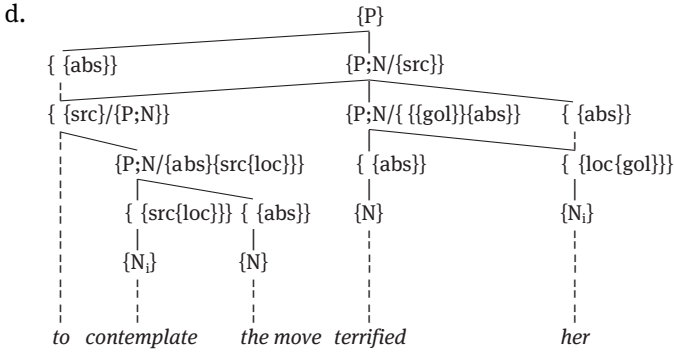 d.
{P}
{ {abs}} {P;N/{src}}
{ {src}/{P;N}} {P;N/{ {{gol}}{abs}} { {abs}}
{P;N/{abs}{src{loc}}} { {abs}} { {loc{gol}}}
{ {src{loc}}} { {abs}} {N} {Nᵢ}
{Nᵢ} {N}
to contemplate the move terrified her